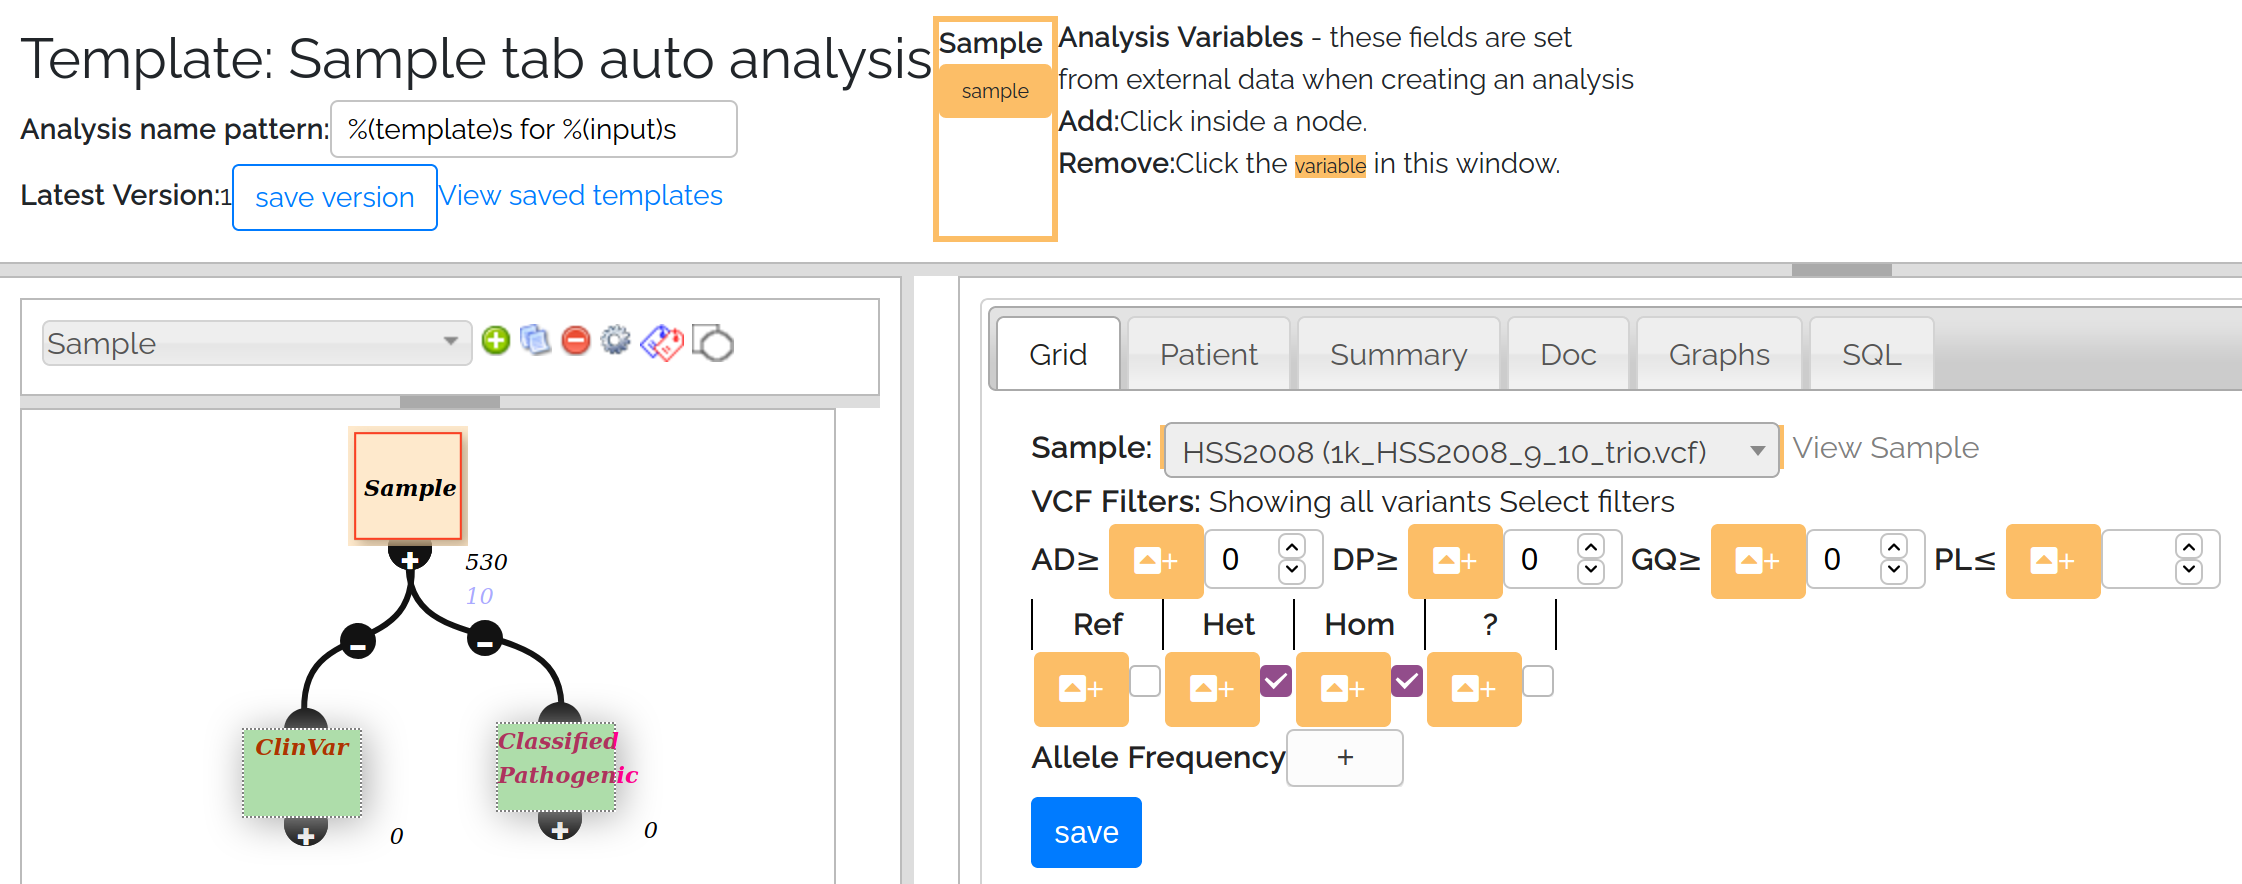 Template: Sample tab auto analysis
Analysis name pattern: %(template)s for %(input)s
Latest Version:1 save version View saved templates
Sample
sample
Analysis Variables - these fields are set
from external data when creating an analysis
Add:Click inside a node.
Remove:Click the variable in this window.
Sample
Sample
530
10
ClinVar
0
Classified
Pathogenic
0
Grid Patient Summary Doc Graphs SQL
Sample: HSS2008 (1k_HSS2008_9_10_trio.vcf) View Sample
VCF Filters: Showing all variants Select filters
AD≥ + 0 DP≥ + 0 GQ≥ + 0 PL≤ +
Ref Het Hom ?
+ + + +
Allele Frequency +
save